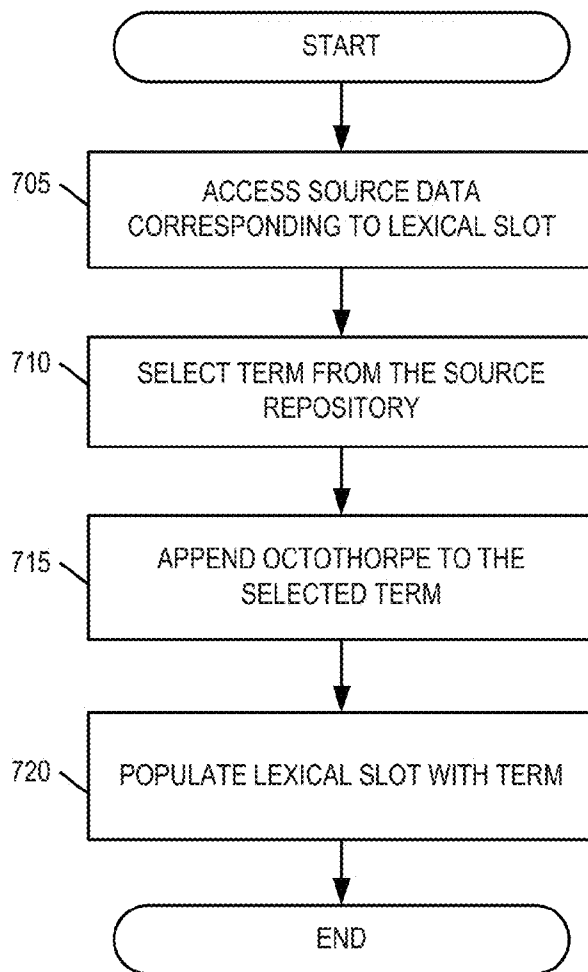 START
705
ACCESS SOURCE DATA
CORRESPONDING TO LEXICAL SLOT
710
SELECT TERM FROM THE SOURCE
REPOSITORY
715
APPEND OCTOTHORPE TO THE
SELECTED TERM
720
POPULATE LEXICAL SLOT WITH TERM
END